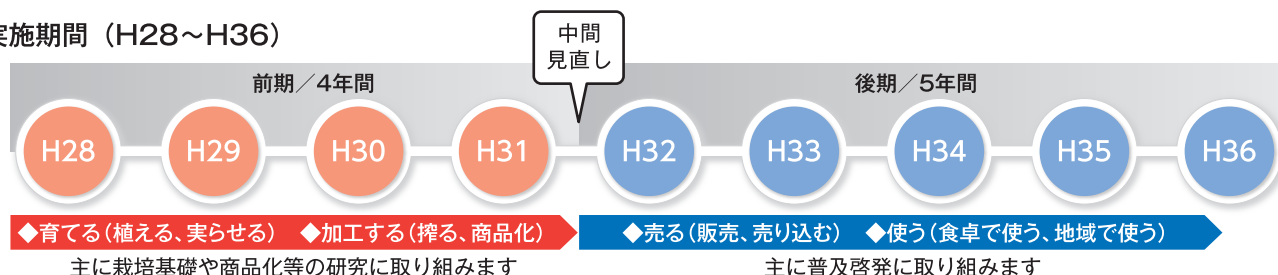 実施期間（H28～H36）
中間
見直し
前期／4年間
後期／5年間
H28 H29 H30 H31 H32 H33 H34 H35 H36
◆育てる（植える、実らせる） ◆加工する（搾る、商品化） ◆売る（販売、売り込む） ◆使う（食卓で使う、地域で使う）
主に栽培基礎や商品化等の研究に取り組みます 主に普及啓発に取り組みます